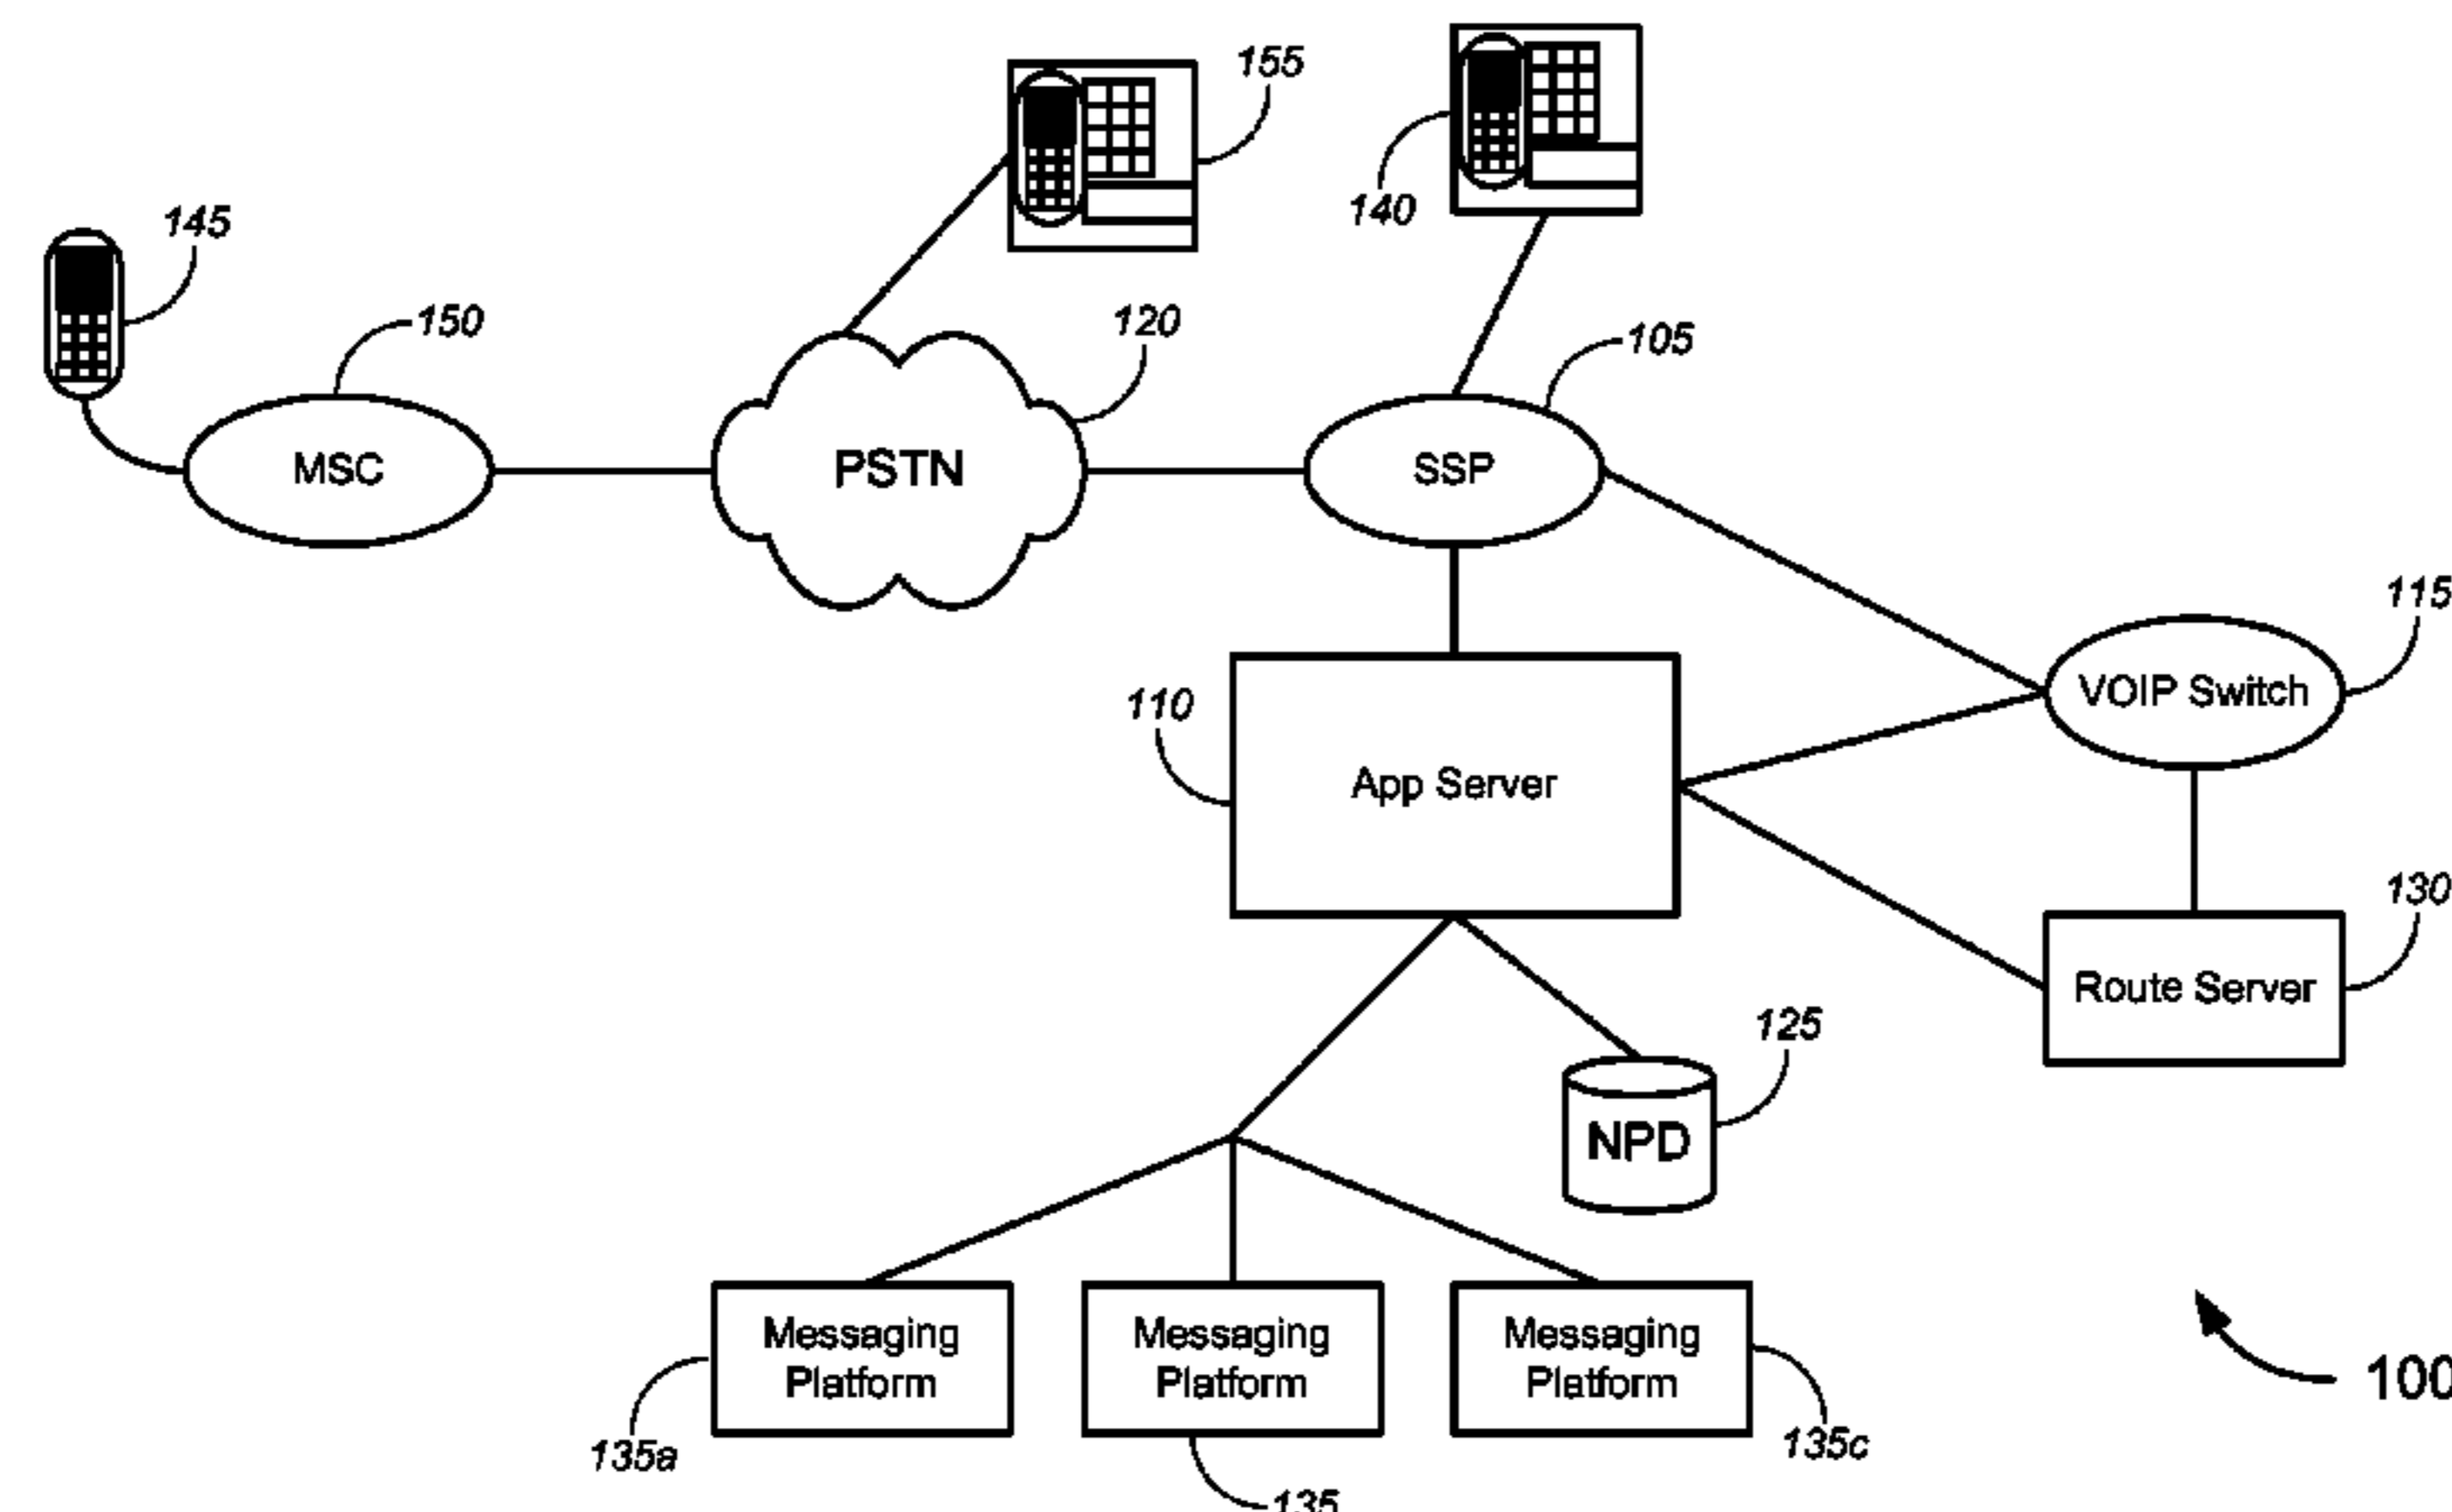 155
140
145
150
120
105
MSC
PSTN
SSP
115
110
VOIP Switch
App Server
130
Route Server
125
NPD
Messaging
Platform
Messaging
Platform
Messaging
Platform
100
135a
135c
135